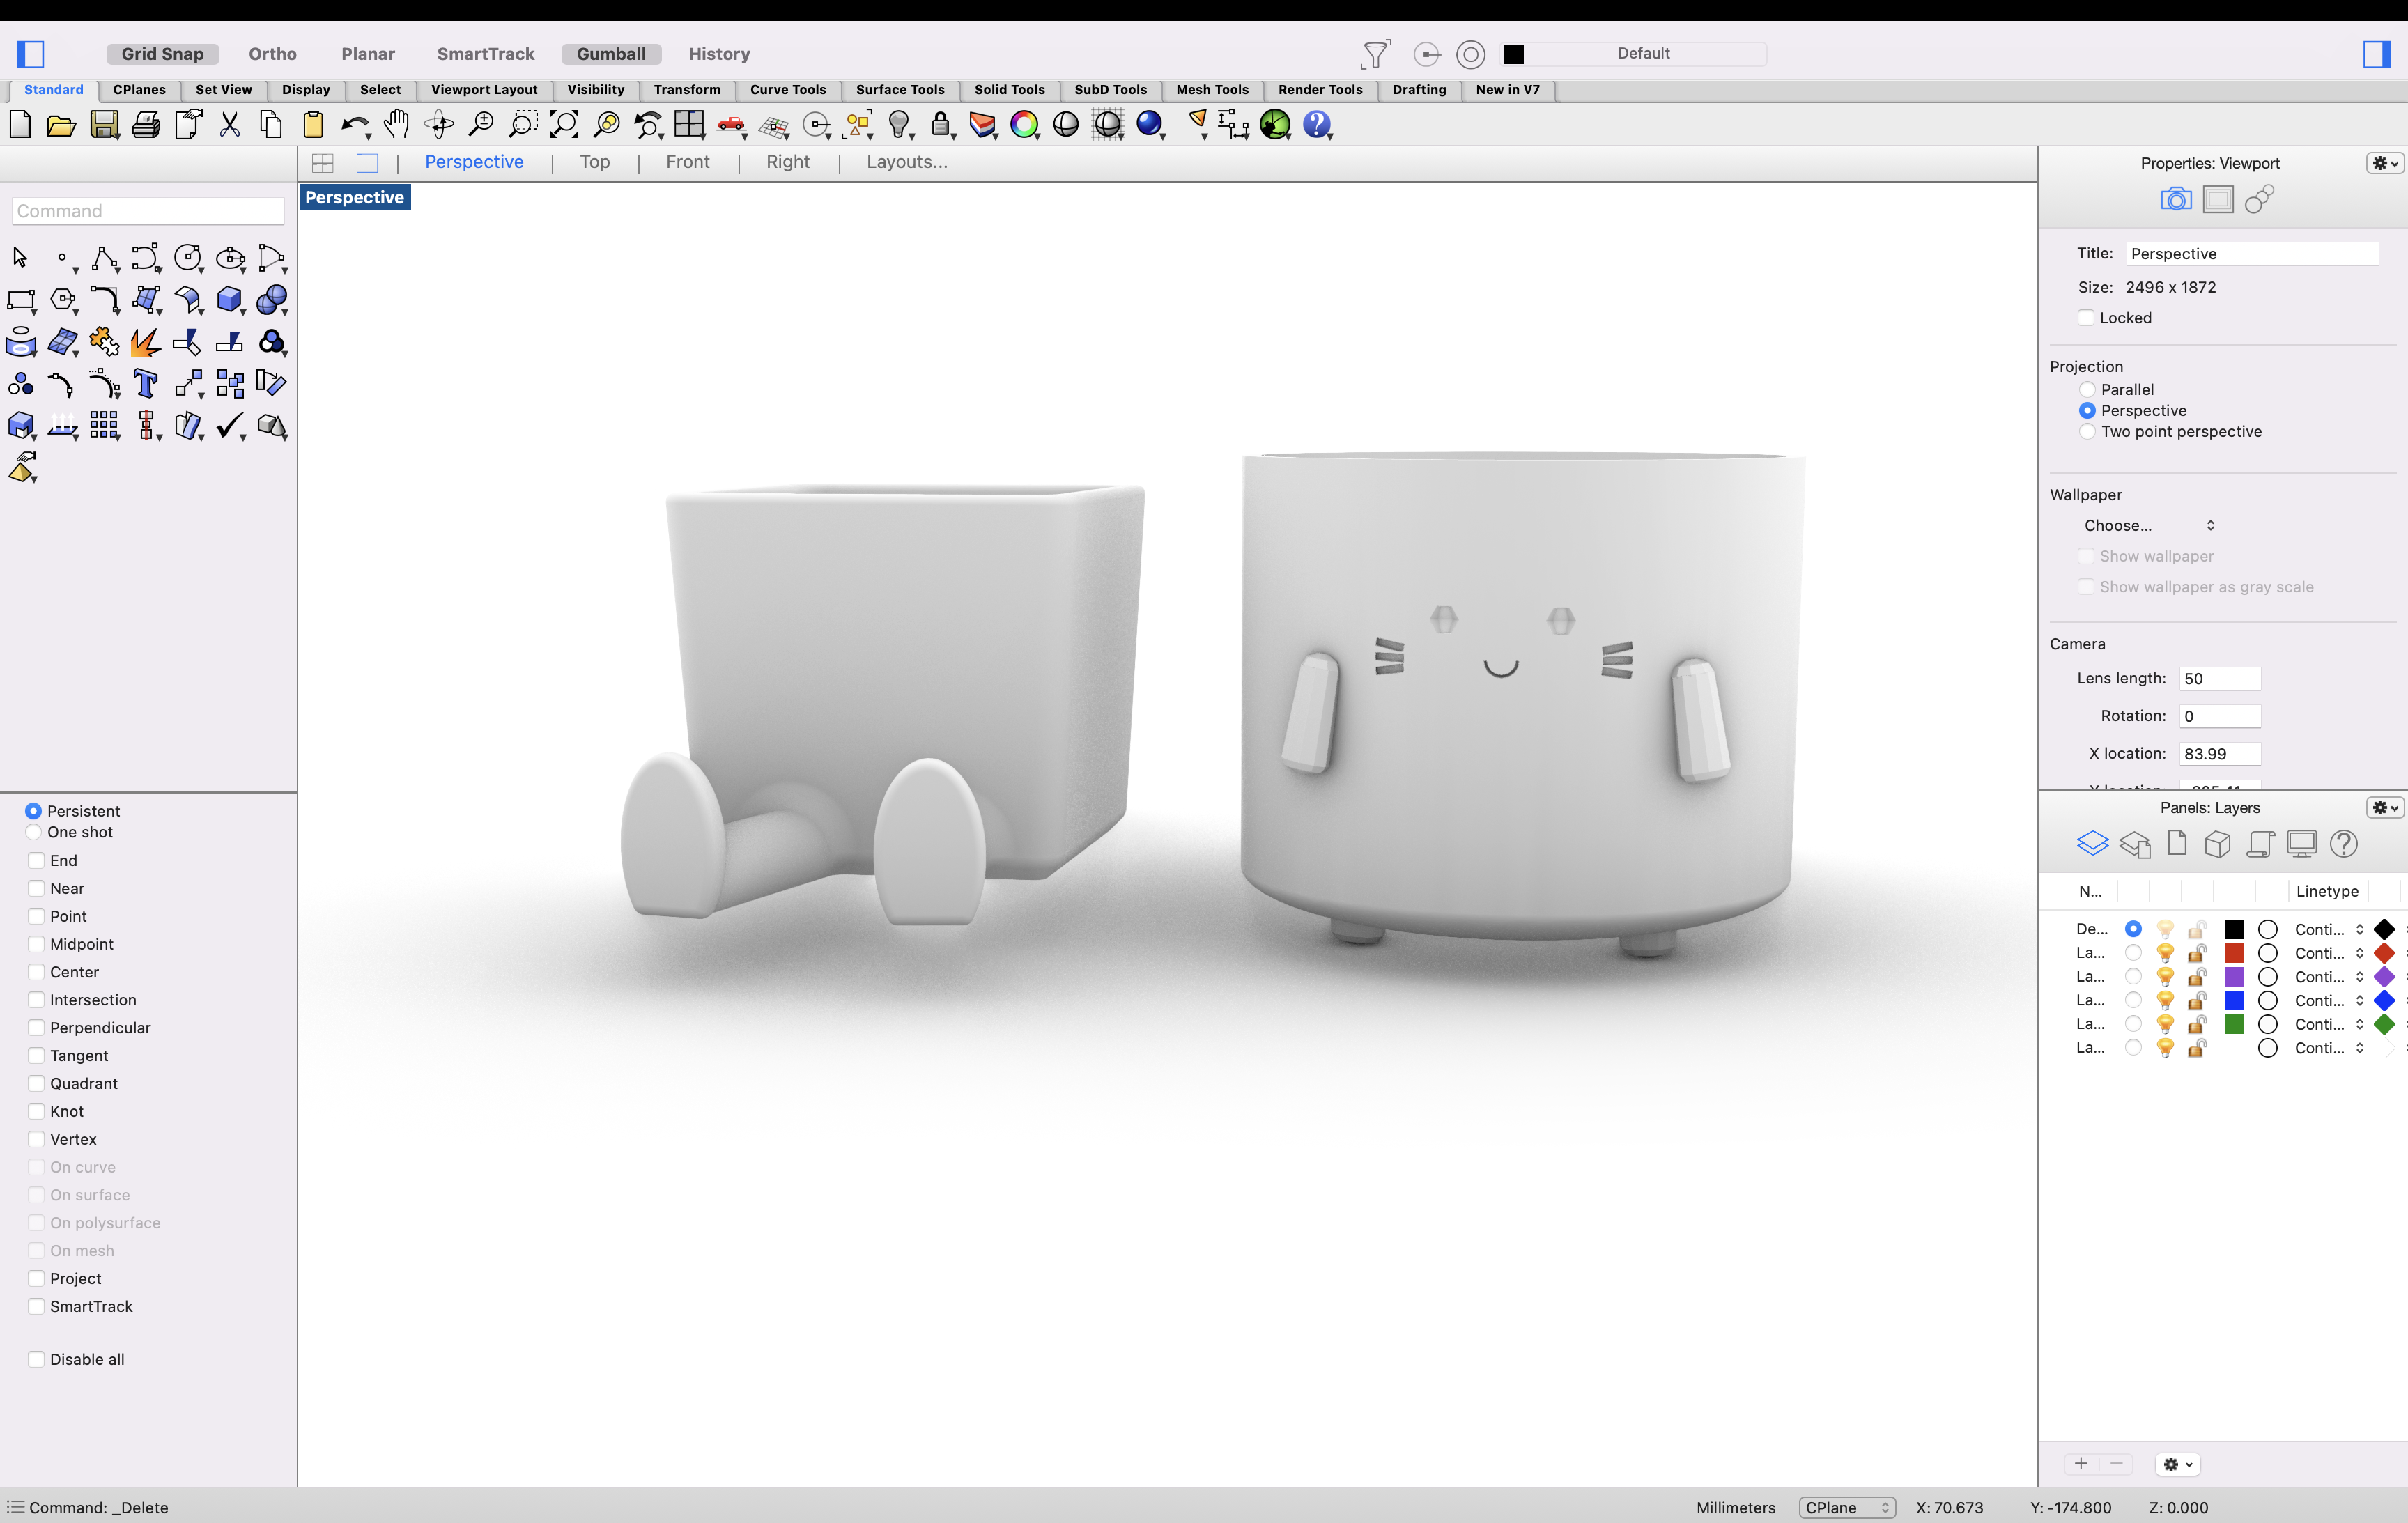 Grid Snap Ortho Planar SmartTrack Gumball History Default
Standard CPlanes Set View Display Select Viewport Layout Visibility Transform Curve Tools Surface Tools Solid Tools SubD Tools Mesh Tools Render Tools Drafting New in V7
Perspective | Top | Front | Right | Layouts...
Perspective
Command
Persistent
One shot
End
Near
Point
Midpoint
Center
Intersection
Perpendicular
Tangent
Quadrant
Knot
Vertex
On curve
On surface
On polysurface
On mesh
Project
SmartTrack
Disable all
Properties: Viewport
Title: Perspective
Size: 2496 x 1872
Locked
Projection
Parallel
Perspective
Two point perspective
Wallpaper
Choose...
Show wallpaper
Show wallpaper as gray scale
Camera
Lens length: 50
Rotation: 0
X location: 83.99
Panels: Layers
N... Linetype
De... Conti...
La... Conti...
La... Conti...
La... Conti...
La... Conti...
La... Conti...
Command: _Delete
Millimeters CPlane X: 70.673 Y: -174.800 Z: 0.000